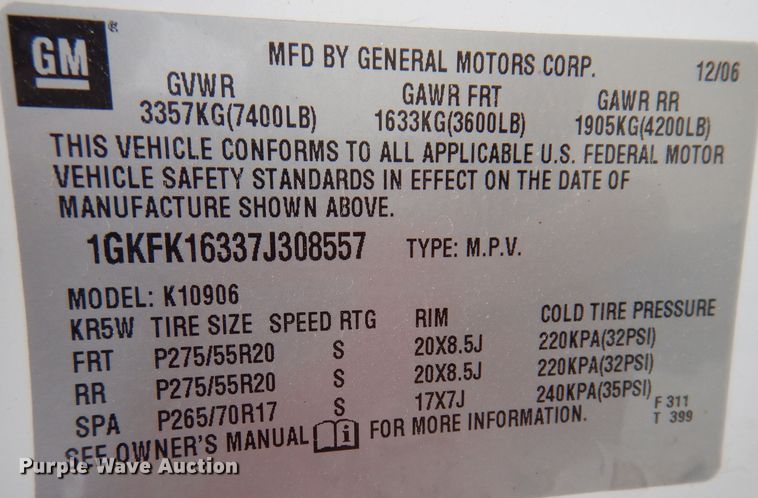 GM®
MFD BY GENERAL MOTORS CORP. 12/06
GVWR GAWR FRT GAWR RR
3357KG(7400LB) 1633KG(3600LB) 1905KG(4200LB)
THIS VEHICLE CONFORMS TO ALL APPLICABLE U.S. FEDERAL MOTOR
VEHICLE SAFETY STANDARDS IN EFFECT ON THE DATE OF
MANUFACTURE SHOWN ABOVE.
1GKFK16337J308557 TYPE: M.P.V.
MODEL: K10906
KR5W TIRE SIZE SPEED RTG RIM COLD TIRE PRESSURE
FRT P275/55R20 S 20X8.5J 220KPA(32PSI)
RR P275/55R20 S 20X8.5J 220KPA(32PSI)
SPA P265/70R17 S 17X7J 240KPA(35PSI)
F 311
T 399
SEE OWNER'S MANUAL i FOR MORE INFORMATION.
Purple Wave Auction